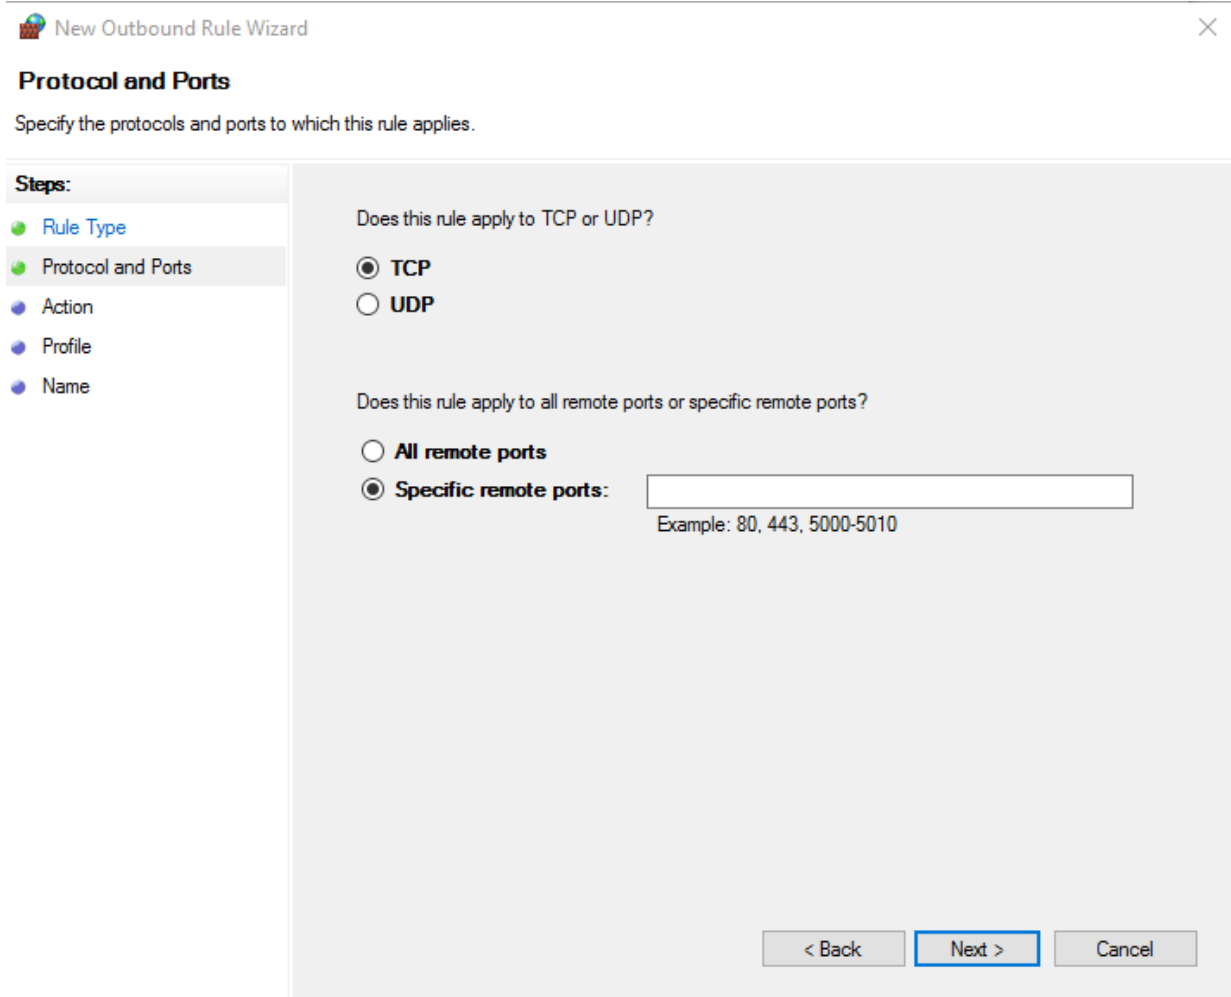 New Outbound Rule Wizard
Protocol and Ports
Specify the protocols and ports to which this rule applies.
Steps:
Rule Type
Protocol and Ports
Action
Profile
Name
Does this rule apply to TCP or UDP?
TCP
UDP
Does this rule apply to all remote ports or specific remote ports?
All remote ports
Specific remote ports:
Example: 80, 443, 5000-5010
< Back Next > Cancel